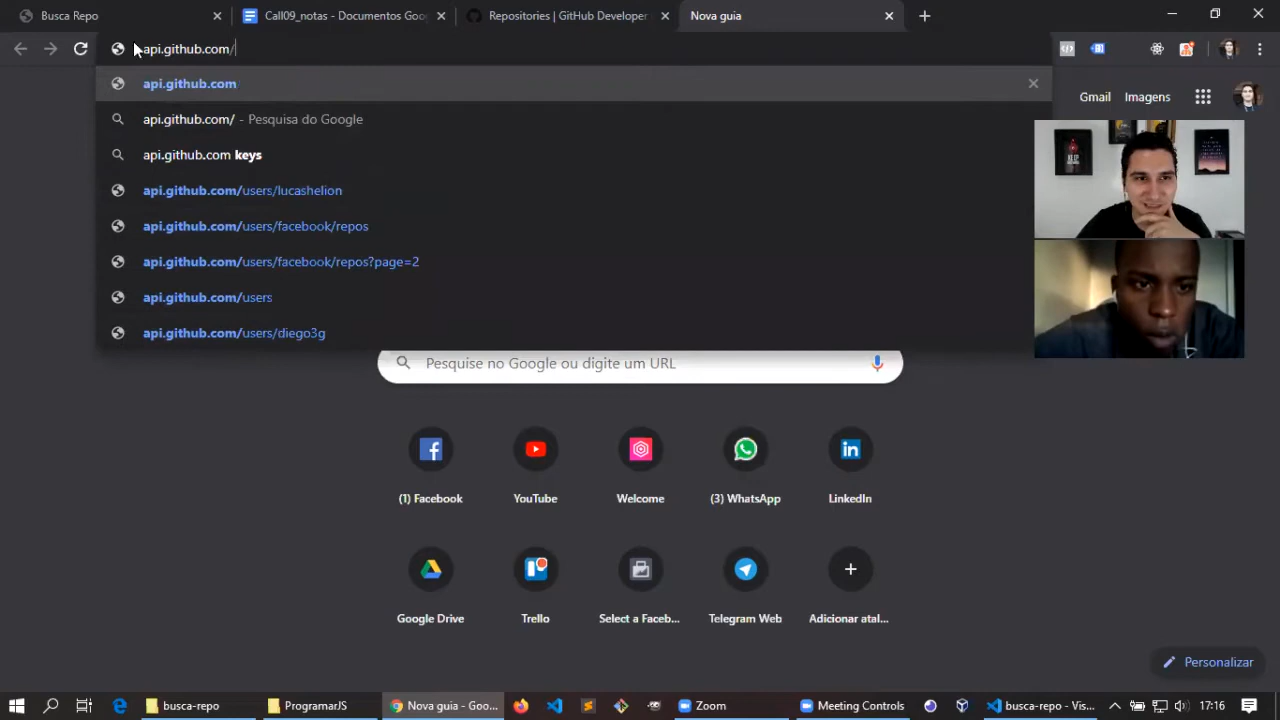 Busca Repo
Call09_notas - Documentos Goo
Repositories | GitHub Developer
Nova guia
api.github.com/
api.github.com
api.github.com/ - Pesquisa do Google
api.github.com keys
api.github.com/users/lucashelion
api.github.com/users/facebook/repos
api.github.com/users/facebook/repos?page=2
api.github.com/users
api.github.com/users/diego3g
Gmail
Imagens
Pesquise no Google ou digite um URL
(1) Facebook
YouTube
Welcome
(3) WhatsApp
LinkedIn
Google Drive
Trello
Select a Faceb...
Telegram Web
Adicionar atal...
Personalizar
busca-repo
ProgramarJS
Nova guia - Goo...
Zoom
Meeting Controls
busca-repo - Vis...
17:16